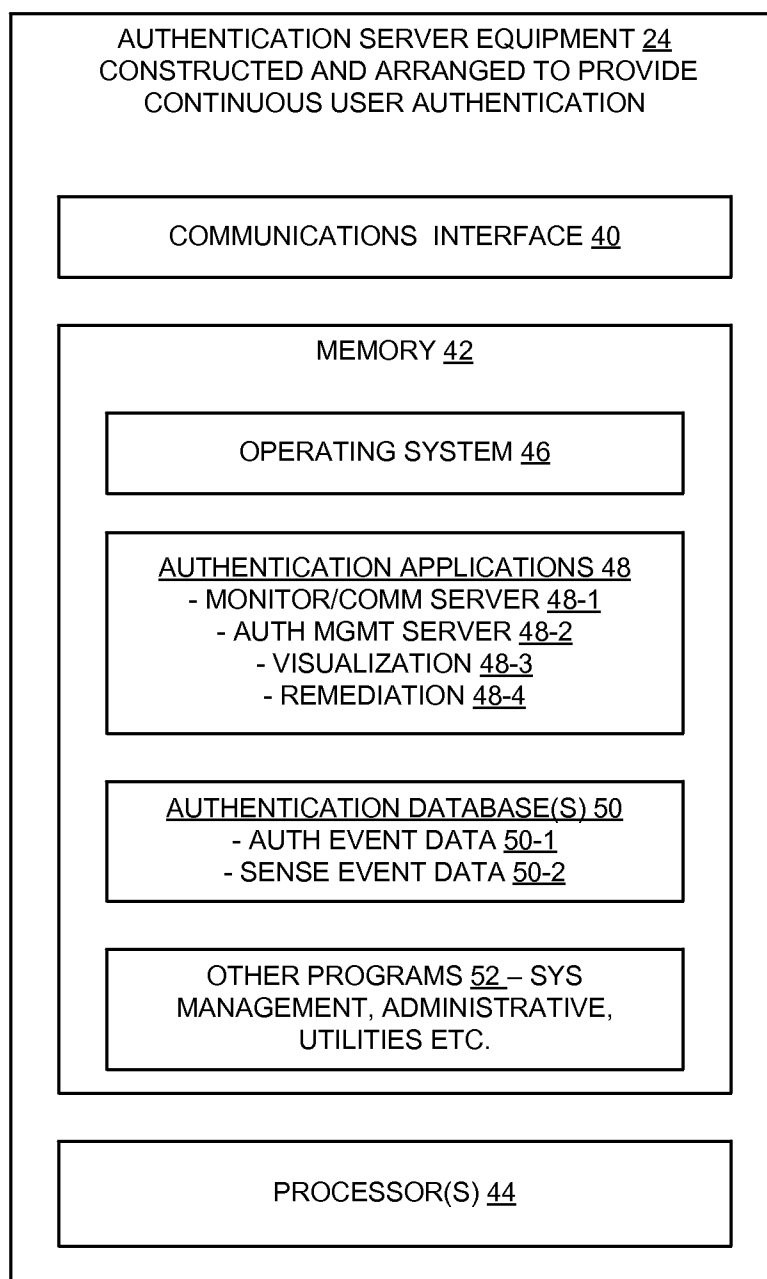 AUTHENTICATION SERVER EQUIPMENT 24
CONSTRUCTED AND ARRANGED TO PROVIDE
CONTINUOUS USER AUTHENTICATION
COMMUNICATIONS INTERFACE 40
MEMORY 42
OPERATING SYSTEM 46
AUTHENTICATION APPLICATIONS 48
- MONITOR/COMM SERVER 48-1
- AUTH MGMT SERVER 48-2
- VISUALIZATION 48-3
- REMEDIATION 48-4
AUTHENTICATION DATABASE(S) 50
- AUTH EVENT DATA 50-1
- SENSE EVENT DATA 50-2
OTHER PROGRAMS 52 – SYS
MANAGEMENT, ADMINISTRATIVE,
UTILITIES ETC.
PROCESSOR(S) 44